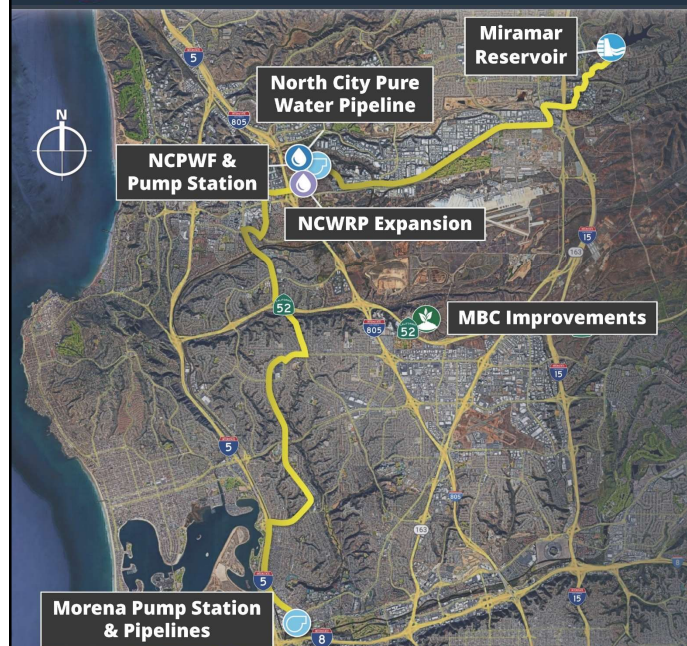 Miramar
Reservoir
5
North City Pure
Water Pipeline
N
805
NCPWF &
Pump Station
NCWRP Expansion
15
163
52
MBC Improvements
805
52
15
5
805
163
5
15
Morena Pump Station
& Pipelines
8